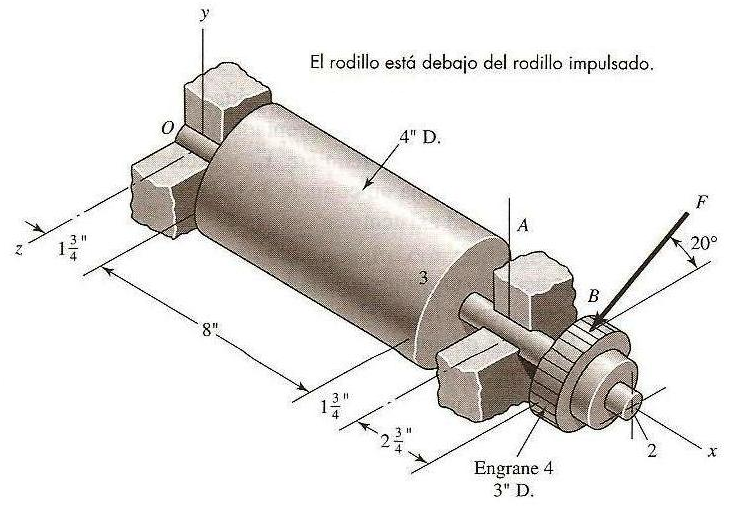 y
El rodillo está debajo del rodillo impulsado.
O
4" D.
F
A
20°
z
1 3/4"
3
B
8"
1 3/4"
2 3/4"
2
x
Engrane 4
3" D.